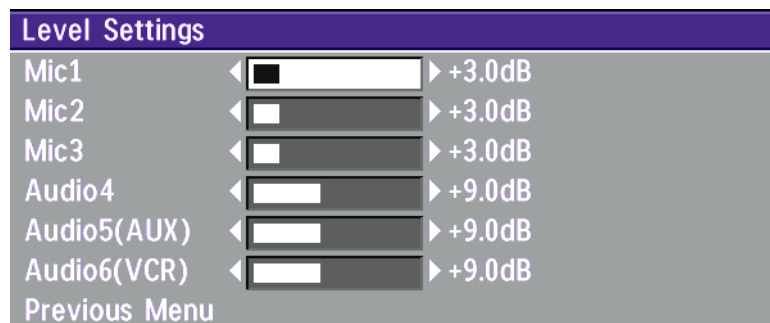 Level Settings
Mic1 +3.0dB
Mic2 +3.0dB
Mic3 +3.0dB
Audio4 +9.0dB
Audio5(AUX) +9.0dB
Audio6(VCR) +9.0dB
Previous Menu